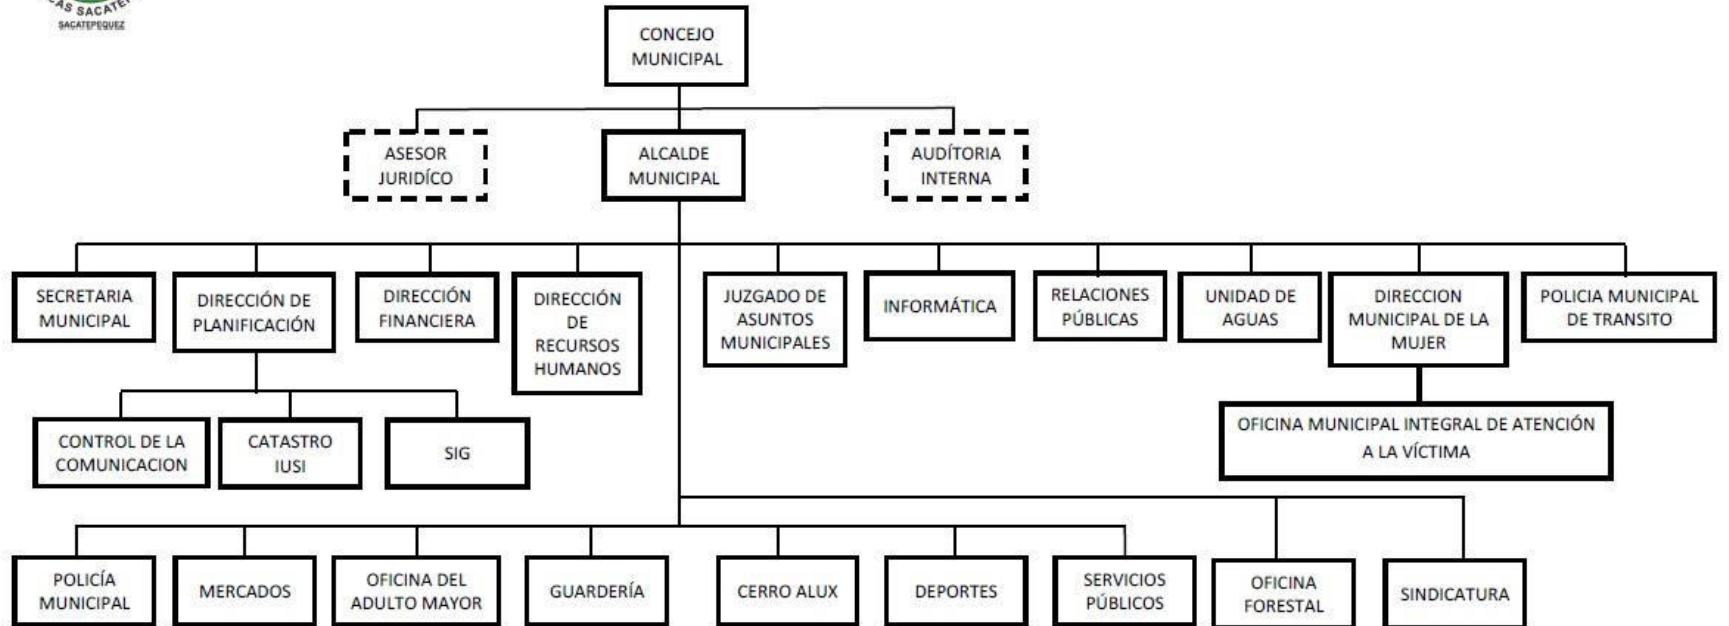 SACATEPEQUEZ
CONCEJO
MUNICIPAL
ASESOR
JURIDÍCO
ALCALDE
MUNICIPAL
AUDÍTORIA
INTERNA
SECRETARIA
MUNICIPAL
DIRECCIÓN DE
PLANIFICACIÓN
DIRECCIÓN
FINANCIERA
DIRECCIÓN
DE
RECURSOS
HUMANOS
JUZGADO DE
ASUNTOS
MUNICIPALES
INFORMÁTICA
RELACIONES
PÚBLICAS
UNIDAD DE
AGUAS
DIRECCION
MUNICIPAL DE LA
MUJER
POLICIA MUNICIPAL
DE TRANSITO
CONTROL DE LA
COMUNICACION
CATASTRO
IUSI
SIG
OFICINA MUNICIPAL INTEGRAL DE ATENCIÓN
A LA VÍCTIMA
POLICÍA
MUNICIPAL
MERCADOS
OFICINA DEL
ADULTO MAYOR
GUARDERÍA
CERRO ALUX
DEPORTES
SERVICIOS
PÚBLICOS
OFICINA
FORESTAL
SINDICATURA